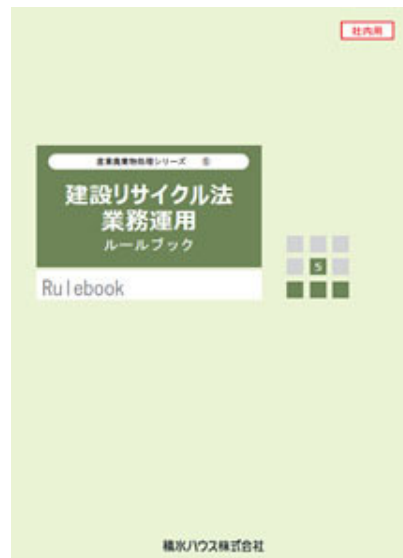 社内用
産業廃棄物処理シリーズ ⑤
建設リサイクル法
業務運用
ルールブック
Rulebook
5
積水ハウス株式会社